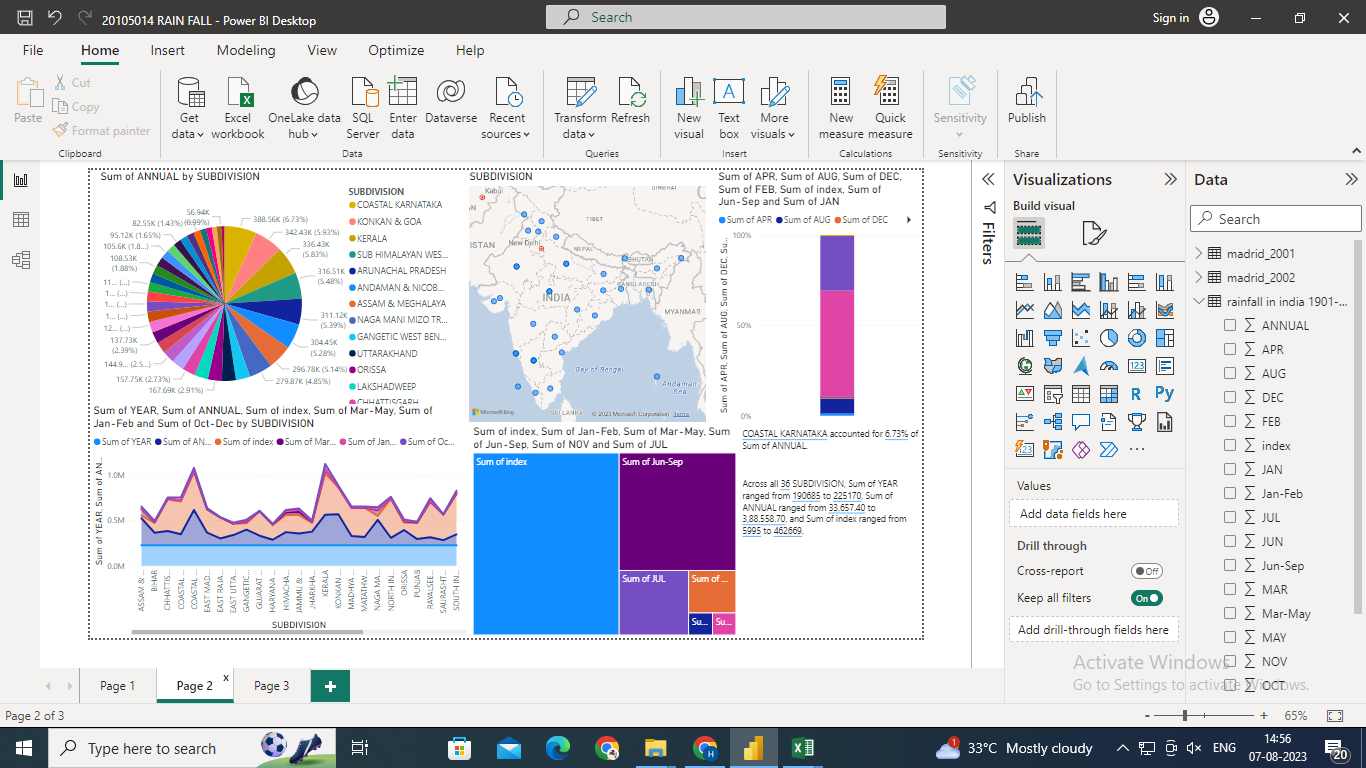 20105014 RAIN FALL - Power BI Desktop
Search
Sign in
File Home Insert Modeling View Optimize Help
Paste
Cut
Copy
Format painter
Get data
Excel workbook
OneLake data hub
SQL Server
Enter data
Dataverse
Recent sources
Transform data
Refresh
New visual
Text box
More visuals
New measure
Quick measure
Sensitivity
Publish
Clipboard Data Queries Insert Calculations Sensitivity Share
Sum of ANNUAL by SUBDIVISION
56.94K
82.55K (1.43%) (0.99%)
95.12K (1.65%)
105.6K (1.8...)
108.53K (1.88%)
11... (...)
1... (...)
1... (...)
1... (...)
12... (...)
137.73K (2.39%)
144.9... (2.5...)
157.75K (2.73%)
167.69K (2.91%)
388.56K (6.73%)
342.43K (5.93%)
336.43K (5.83%)
316.51K (5.48%)
311.12K (5.39%)
304.45K (5.28%)
296.78K (5.14%)
279.87K (4.85%)
SUBDIVISION
COASTAL KARNATAKA
KONKAN & GOA
KERALA
SUB HIMALAYAN WES...
ARUNACHAL PRADESH
ANDAMAN & NICOB...
ASSAM & MEGHALAYA
NAGA MANI MIZO TR...
GANGETIC WEST BEN...
UTTARAKHAND
ORISSA
LAKSHADWEEP
CHHATTISGARH
SUBDIVISION
Kabul
QINGHAI
TIBET
New Delhi
NEPAL
BHUTAN
BANGLADESH
INDIA
MYANMAR
Bay of Bengal
Andaman Sea
SRI LANKA
Microsoft Bing
© 2023 Microsoft Corporation Terms
Sum of APR, Sum of AUG, Sum of DEC,
Sum of FEB, Sum of index, Sum of
Jun-Sep and Sum of JAN
Sum of APR Sum of AUG Sum of DEC
100%
50%
0%
Sum of APR, Sum of AUG, Sum of DEC, Su...
Sum of YEAR, Sum of ANNUAL, Sum of index, Sum of Mar-May, Sum of
Jan-Feb and Sum of Oct-Dec by SUBDIVISION
Sum of YEAR Sum of AN... Sum of index Sum of Mar... Sum of Jan... Sum of Oc...
Sum of YEAR, Sum of AN...
1.0M
0.5M
0.0M
ASSAM & ...
BIHAR
CHHATTIS...
COASTAL ...
COASTAL ...
EAST MAD...
EAST RAJA...
EAST UTTA...
GANGETIC...
GUJARAT ...
HARYANA ...
HIMACHA...
JAMMU & ...
JHARKHA...
KERALA
KONKAN ...
MADHYA ...
MATATHW...
NAGA MA...
NORTH IN...
ORISSA
PUNJAB
RAYALSEE...
SAURASHT...
SOUTH IN...
SUBDIVISION
Sum of index, Sum of Jan-Feb, Sum of Mar-May, Sum
of Jun-Sep, Sum of NOV and Sum of JUL
Sum of index
Sum of Jun-Sep
Sum of JUL
Sum of ...
Su...
Su...
COASTAL KARNATAKA accounted for 6.73% of
Sum of ANNUAL.
Across all 36 SUBDIVISION, Sum of YEAR
ranged from 190685 to 225170, Sum of
ANNUAL ranged from 33,657.40 to
3,88,558.70, and Sum of index ranged from
5995 to 462669.
Filters
Visualizations
Build visual
R Py
Values
Add data fields here
Drill through
Cross-report Off
Keep all filters On
Add drill-through fields here
Data
Search
madrid_2001
madrid_2002
rainfall in india 1901-...
ANNUAL
APR
AUG
DEC
FEB
index
JAN
Jan-Feb
JUL
JUN
Jun-Sep
MAR
Mar-May
MAY
NOV
OCT
Activate Windows
Go to Settings to activate Windows.
Page 1 Page 2 Page 3
Page 2 of 3
65%
Type here to search
33°C Mostly cloudy
ENG
14:56
07-08-2023
20